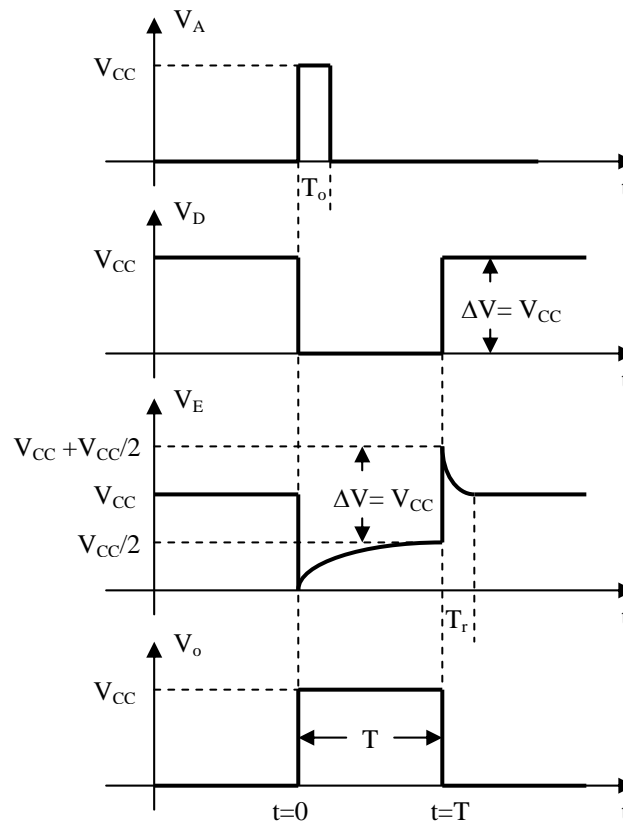 V_A
V_CC
T_o
t
V_D
V_CC
ΔV= V_CC
t
V_E
V_CC +V_CC/2
V_CC
ΔV= V_CC
V_CC/2
T_r
t
V_o
V_CC
T
t=0
t=T
t